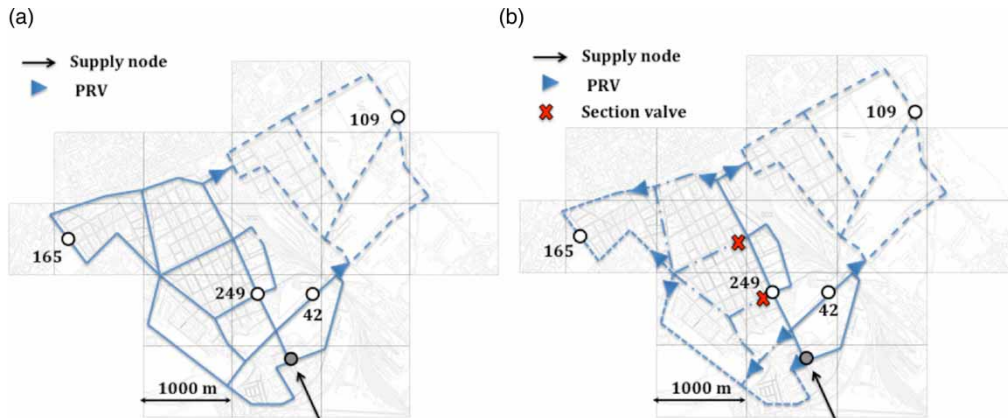 (a)
Supply node
PRV
109
165
249
42
1000 m
(b)
Supply node
PRV
Section valve
109
165
249
42
1000 m